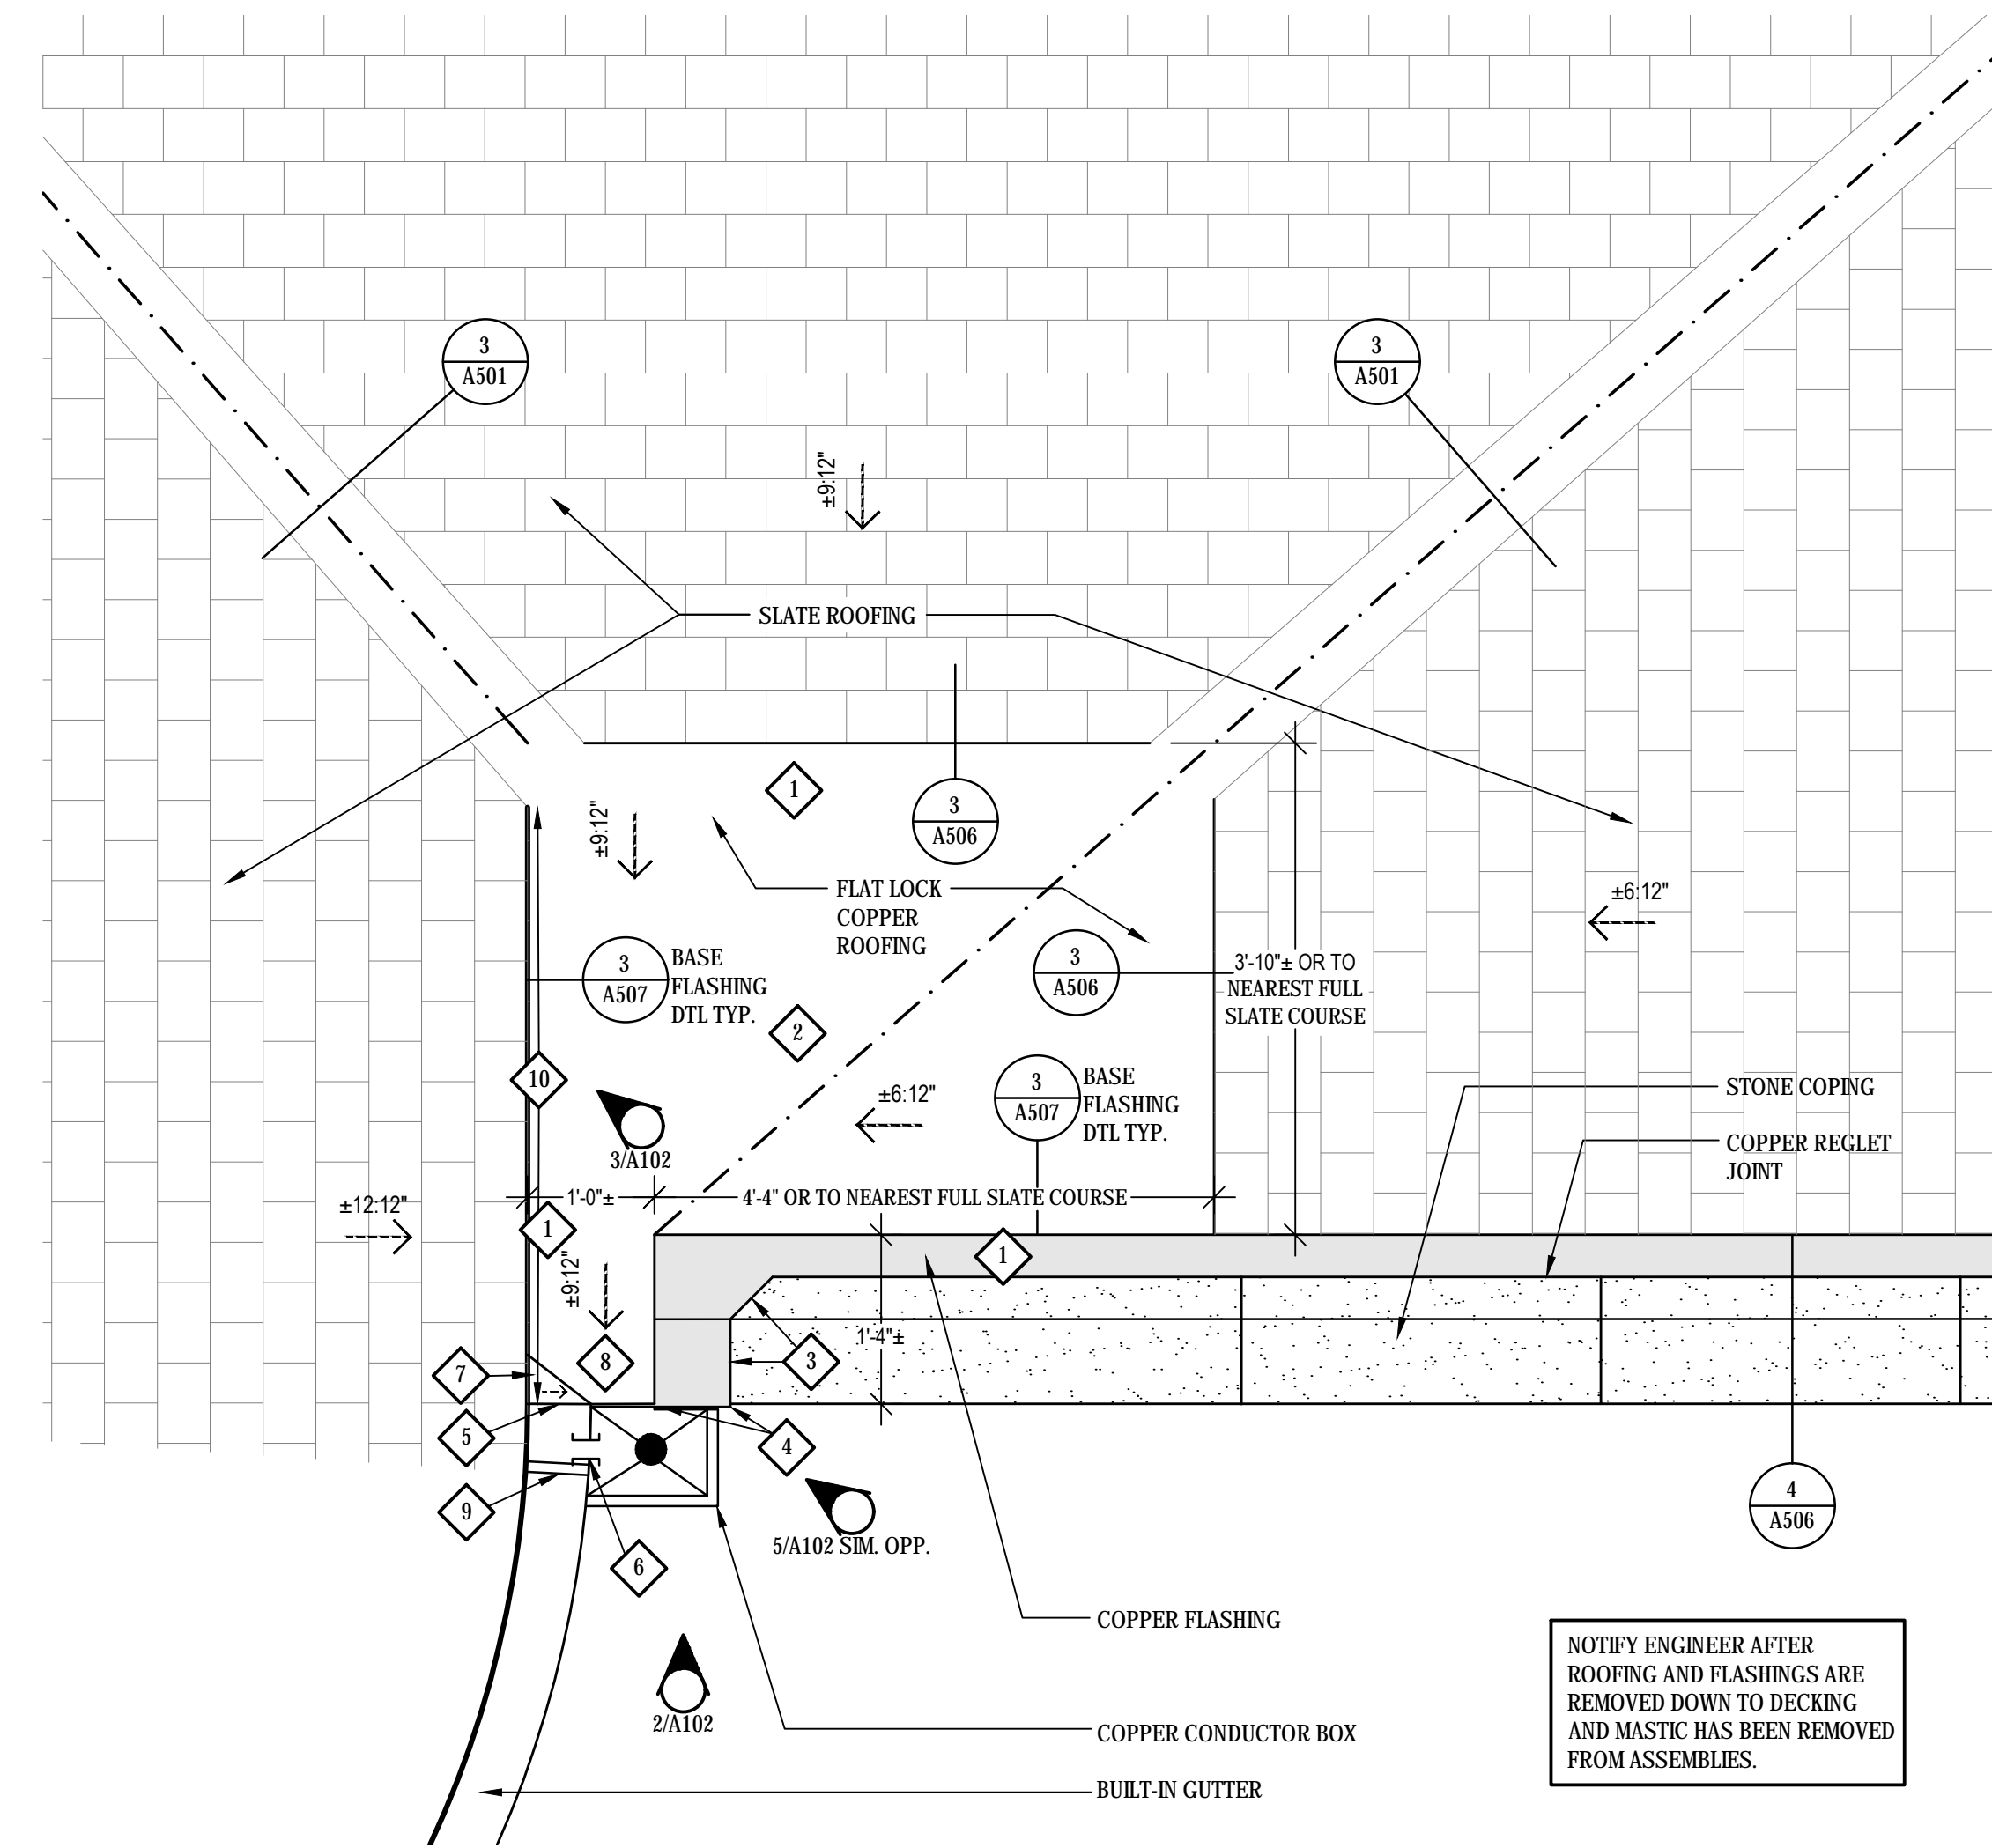 3
A501
3
A501
±9:12"
SLATE ROOFING
1
3
A506
±9:12"
FLAT LOCK
COPPER
ROOFING
±6:12"
3
A507
BASE
FLASHING
DTL TYP.
3
A506
3'-10"± OR TO
NEAREST FULL
SLATE COURSE
2
10
3/A102
±6:12"
3
A507
BASE
FLASHING
DTL TYP.
STONE COPING
COPPER REGLET
JOINT
±12:12"
1'-0"±
4'-4" OR TO NEAREST FULL SLATE COURSE
1
1
±9:12"
1'-4"±
7
8
3
5
4
9
6
5/A102 SIM. OPP.
4
A506
COPPER FLASHING
2/A102
COPPER CONDUCTOR BOX
BUILT-IN GUTTER
NOTIFY ENGINEER AFTER
ROOFING AND FLASHINGS ARE
REMOVED DOWN TO DECKING
AND MASTIC HAS BEEN REMOVED
FROM ASSEMBLIES.